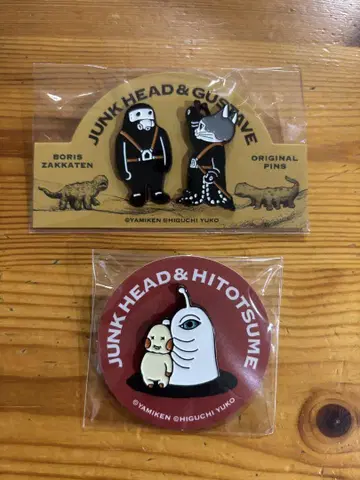 JUNK HEAD & GUSTAVE
BORIS
ZAKKATEN
ORIGINAL
PINS
©YAMIKEN ©HIGUCHI YUKO
JUNK HEAD & HITOTSUME
©YAMIKEN ©HIGUCHI YUKO